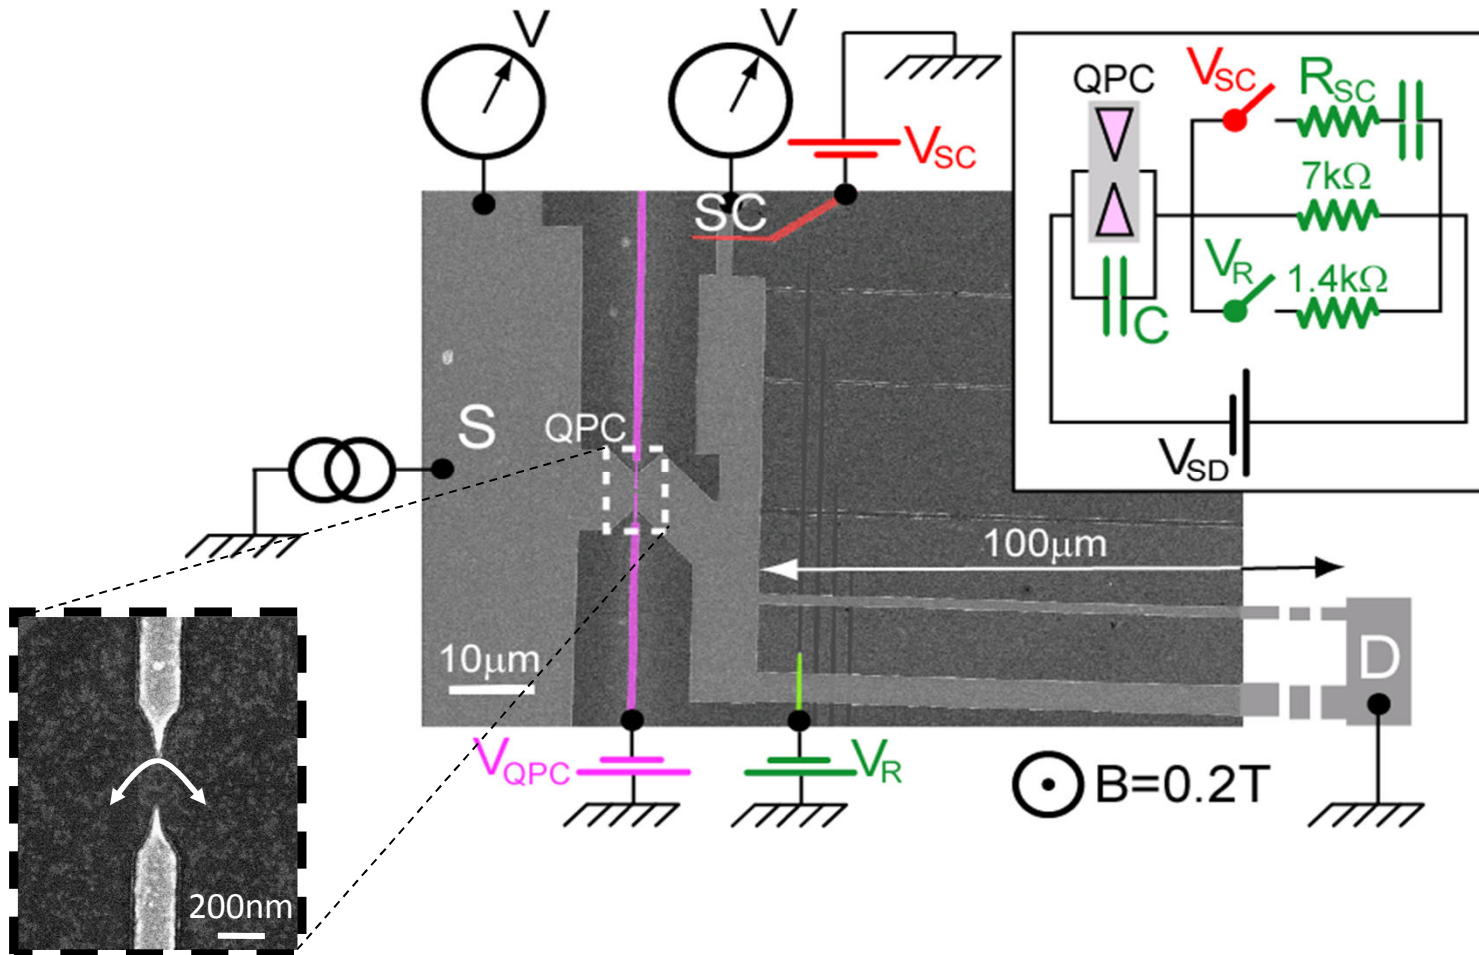 V
V
V_SC
SC
QPC
V_SC
R_SC
7kΩ
V_R
1.4kΩ
C
V_SD
S
QPC
100μm
10μm
D
V_QPC
V_R
B=0.2T
200nm